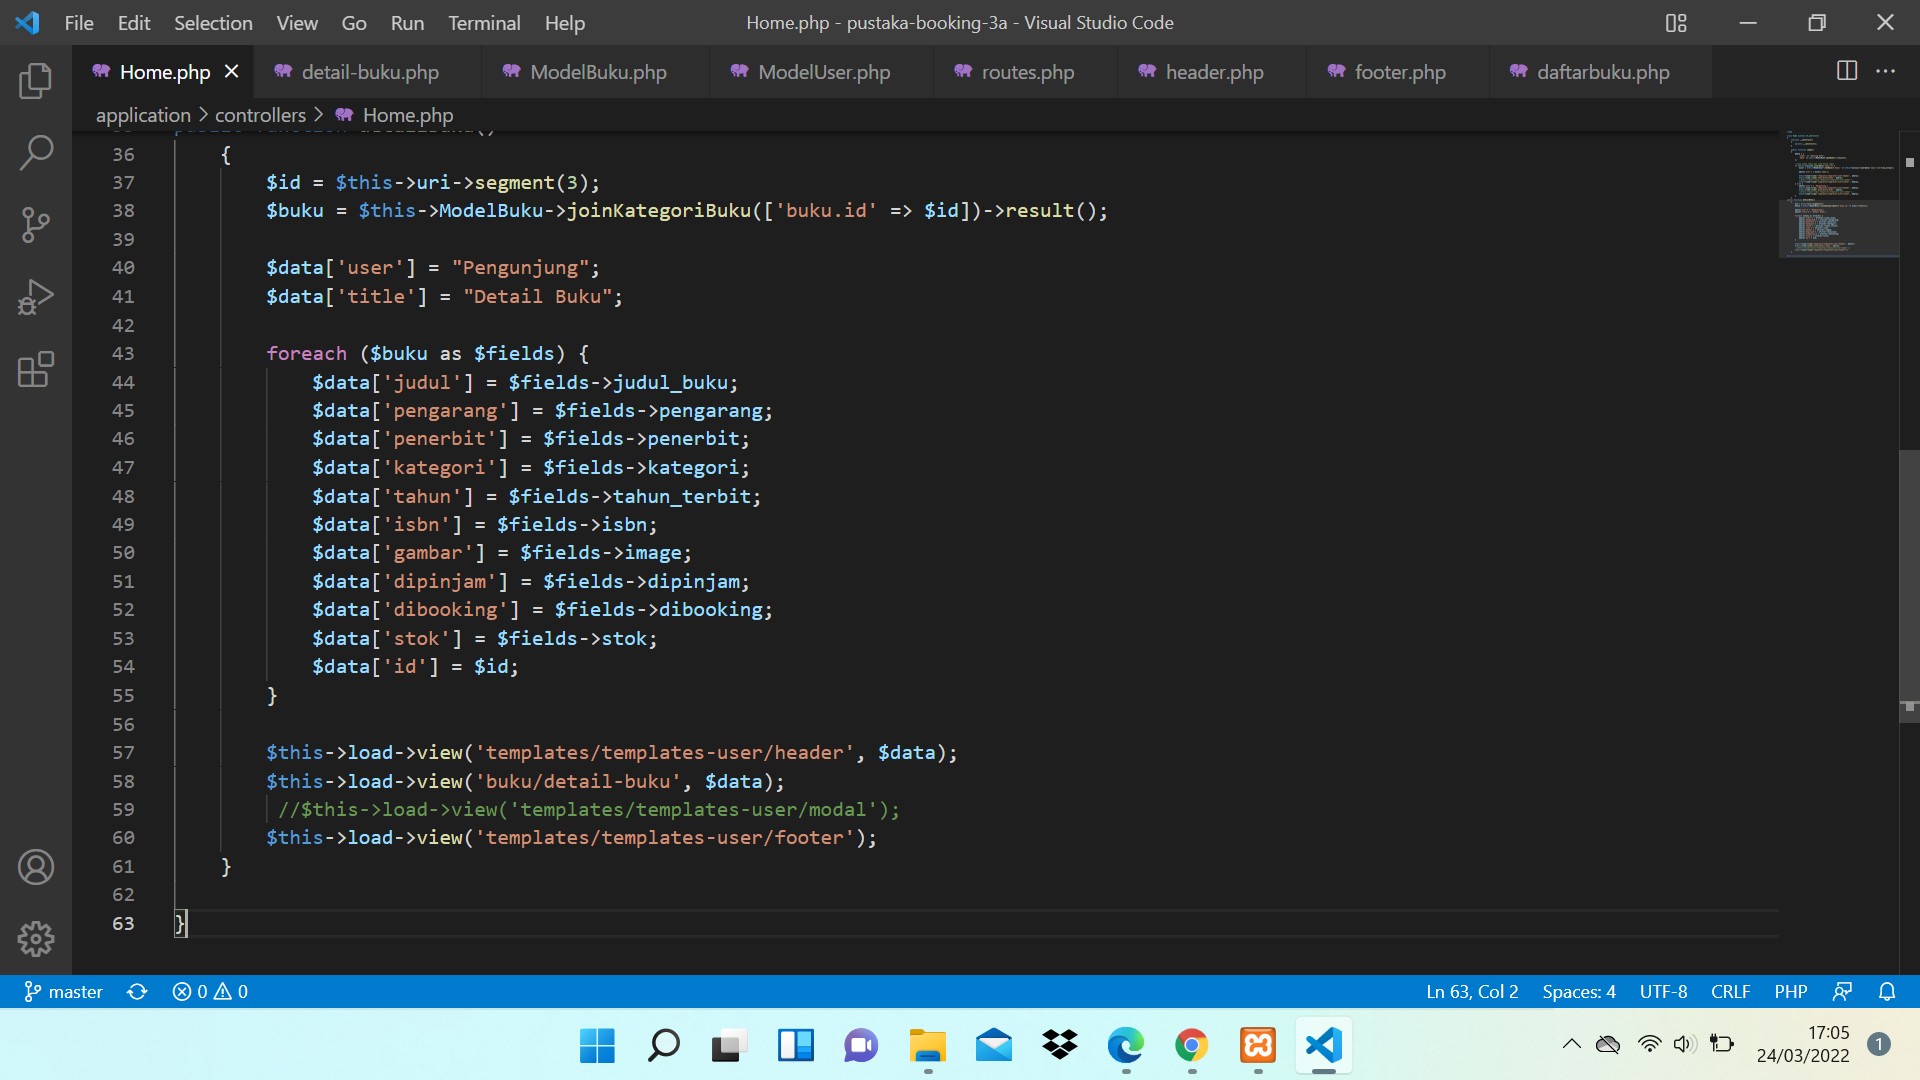 File Edit Selection View Go Run Terminal Help
Home.php - pustaka-booking-3a - Visual Studio Code
Home.php detail-buku.php ModelBuku.php ModelUser.php routes.php header.php footer.php daftarbuku.php
application > controllers > Home.php
36 {
37 $id = $this->uri->segment(3);
38 $buku = $this->ModelBuku->joinKategoriBuku(['buku.id' => $id])->result();
39
40 $data['user'] = "Pengunjung";
41 $data['title'] = "Detail Buku";
42
43 foreach ($buku as $fields) {
44 $data['judul'] = $fields->judul_buku;
45 $data['pengarang'] = $fields->pengarang;
46 $data['penerbit'] = $fields->penerbit;
47 $data['kategori'] = $fields->kategori;
48 $data['tahun'] = $fields->tahun_terbit;
49 $data['isbn'] = $fields->isbn;
50 $data['gambar'] = $fields->image;
51 $data['dipinjam'] = $fields->dipinjam;
52 $data['dibooking'] = $fields->dibooking;
53 $data['stok'] = $fields->stok;
54 $data['id'] = $id;
55 }
56
57 $this->load->view('templates/templates-user/header', $data);
58 $this->load->view('buku/detail-buku', $data);
59 //$this->load->view('templates/templates-user/modal');
60 $this->load->view('templates/templates-user/footer');
61 }
62
63 }
master 0 0 Ln 63, Col 2 Spaces: 4 UTF-8 CRLF PHP
17:05
24/03/2022
1